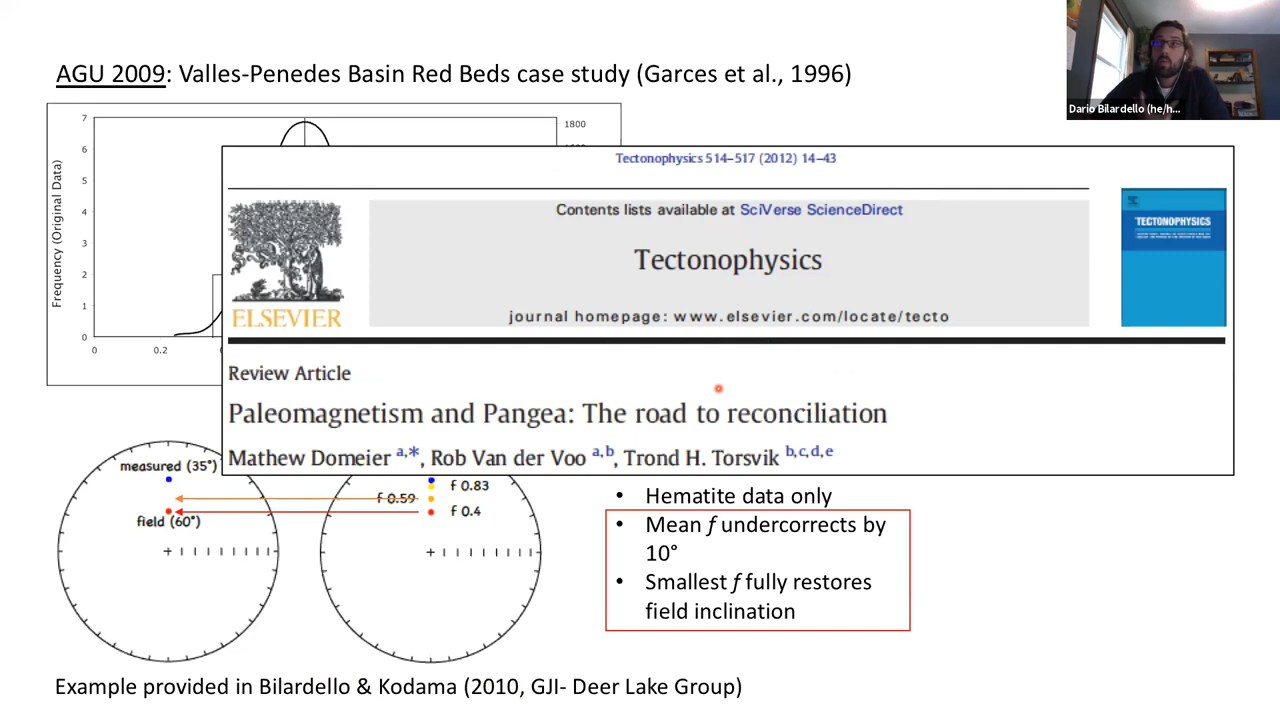 AGU 2009: Valles-Penedes Basin Red Beds case study (Garces et al., 1996)
Dario Bilardello (he/h...
Frequency (Original Data)
7
6
5
4
3
2
1
0
0
0.2
1800
Tectonophysics 514–517 (2012) 14–43
Contents lists available at SciVerse ScienceDirect
Tectonophysics
journal homepage: www.elsevier.com/locate/tecto
ELSEVIER
TECTONOPHYSICS
Review Article
Paleomagnetism and Pangea: The road to reconciliation
Mathew Domeier a,*, Rob Van der Voo a,b, Trond H. Torsvik b,c,d,e
measured (35°)
field (60°)
f 0.83
f 0.59
f 0.4
• Hematite data only
• Mean f undercorrects by
10°
• Smallest f fully restores
field inclination
Example provided in Bilardello & Kodama (2010, GJI- Deer Lake Group)